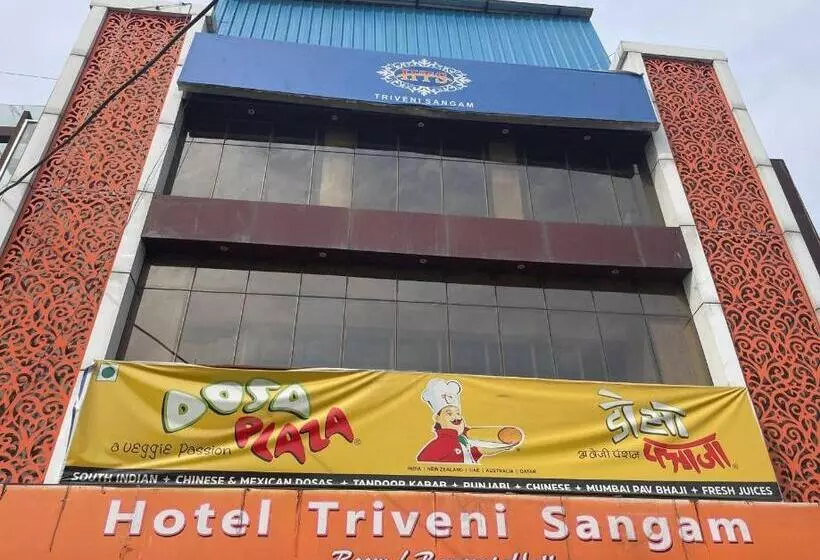 HTS
TRIVENI SANGAM
DOSA
PLAZA®
a veggie passion
डोसा
प्लाज़ा®
अ वेजी पॅशन
INDIA | NEW ZEALAND | UAE | AUSTRALIA | QATAR
SOUTH INDIAN + CHINESE & MEXICAN DOSAS + TANDOOR KABAB + PUNJABI + CHINESE + MUMBAI PAV BHAJI + FRESH JUICES
Hotel Triveni Sangam